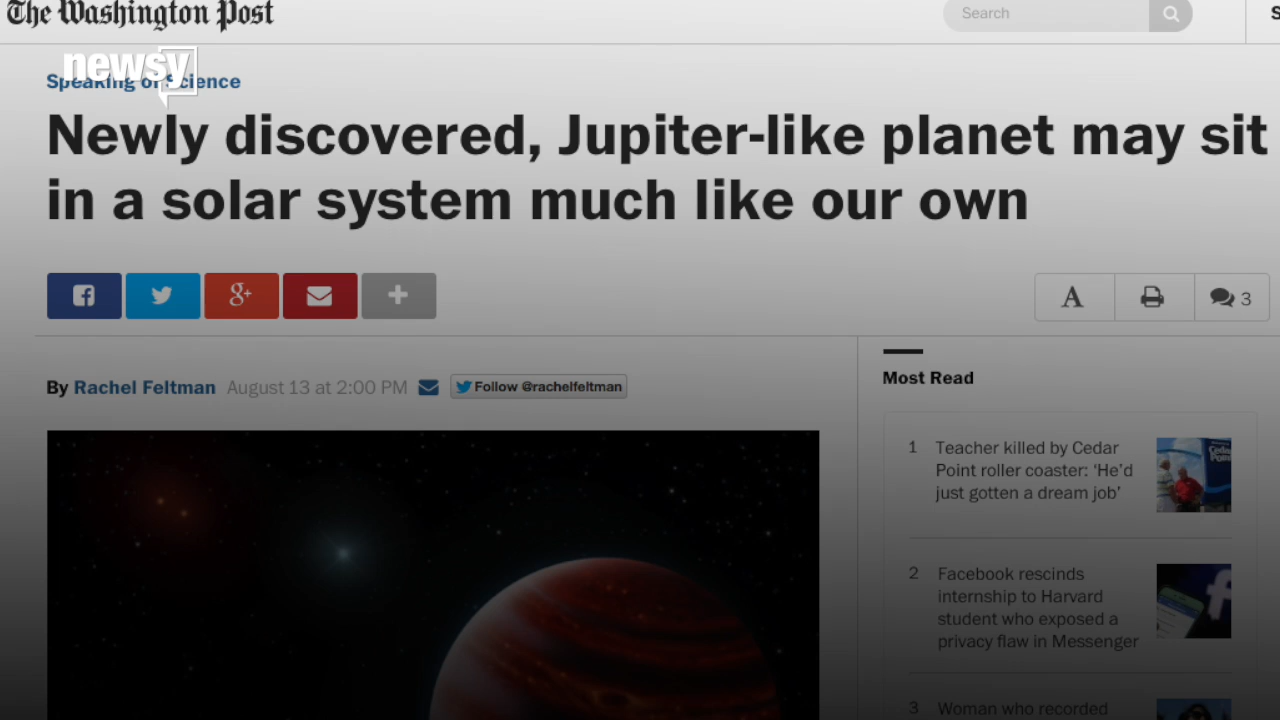 The Washington Post
Search
S
newsy
Speaking of Science
Newly discovered, Jupiter-like planet may sit
in a solar system much like our own
g+
A
3
By Rachel Feltman August 13 at 2:00 PM Follow @rachelfeltman
Most Read
1 Teacher killed by Cedar
Point roller coaster: ‘He’d
just gotten a dream job’
Cedar
Point
2 Facebook rescinds
internship to Harvard
student who exposed a
privacy flaw in Messenger
3 Woman who recorded